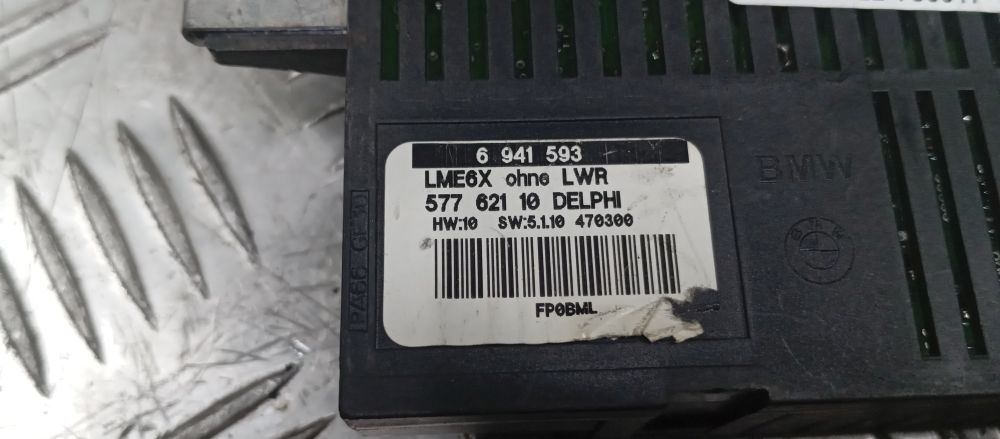 6 941 593
LME6X ohne LWR
577 621 10 DELPHI
HW:10 SW:5.1.10 470300
FP0BML
BMW
BMW